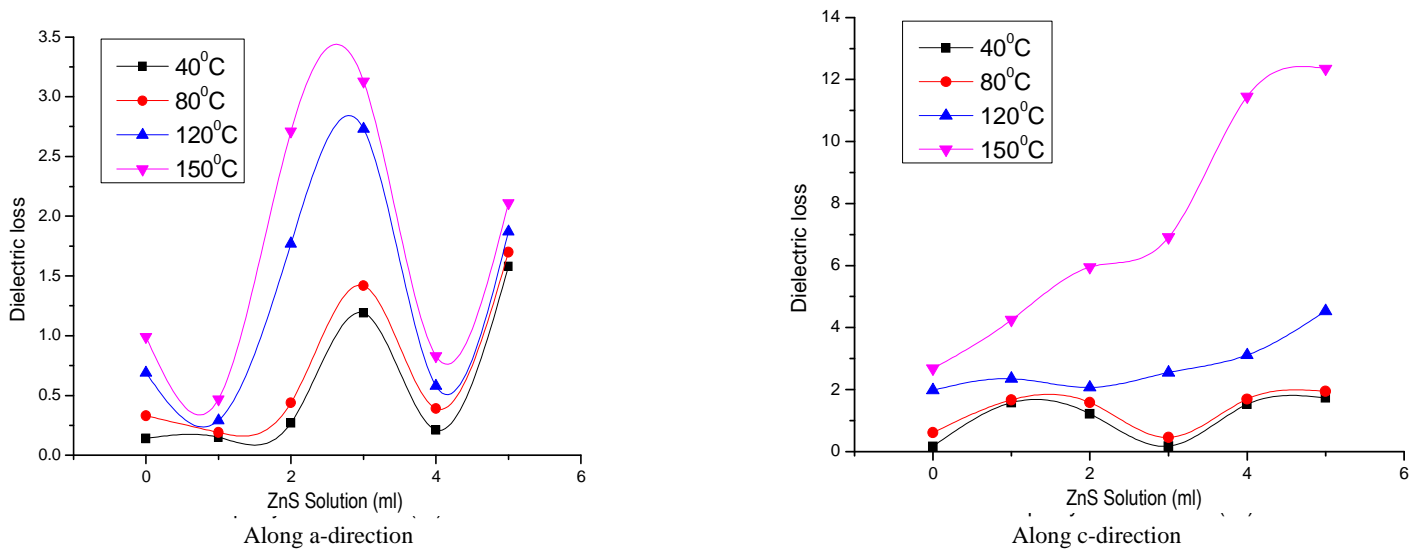 3.5
3.0
2.5
2.0
1.5
1.0
0.5
0.0
Dielectric loss
40⁰C
80⁰C
120⁰C
150⁰C
0 2 4 6
ZnS Solution (ml)
Along a-direction
14
12
10
8
6
4
2
0
Dielectric loss
40⁰C
80⁰C
120⁰C
150⁰C
0 2 4 6
ZnS Solution (ml)
Along c-direction